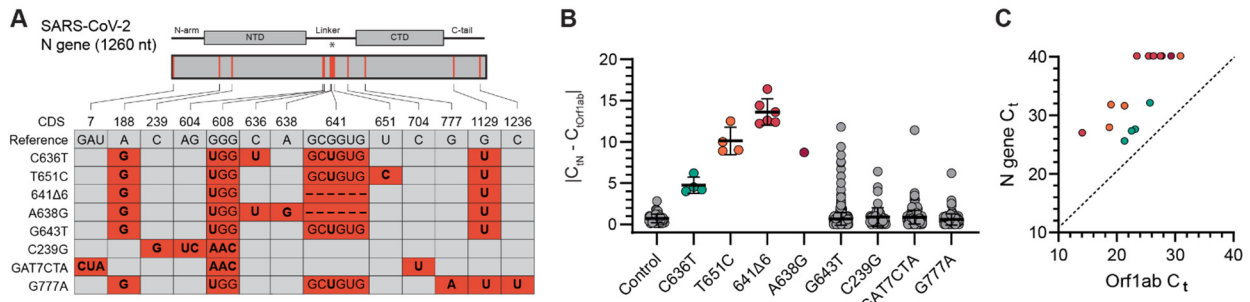 A
SARS-CoV-2
N gene (1260 nt)
N-arm NTD Linker CTD C-tail
*
CDS 7 188 239 604 608 636 638 641 651 704 777 1129 1236
Reference GAU A C AG GGG C A GCGGUG U C G G C
C636T G UGG U GCUGUG U
T651C G UGG GCUGUG C U
641Δ6 G UGG ------ U
A638G G UGG U G ------ U
G643T G UGG GCUGUG U
C239G G UC AAC
GAT7CTA CUA AAC U
G777A G UGG GCUGUG A U U
B
|CtN - CtOrf1ab|
20
15
10
5
0
Control C636T T651C 641Δ6 A638G G643T C239G GAT7CTA G777A
C
N gene Ct
40
30
20
10
10 20 30 40
Orf1ab Ct